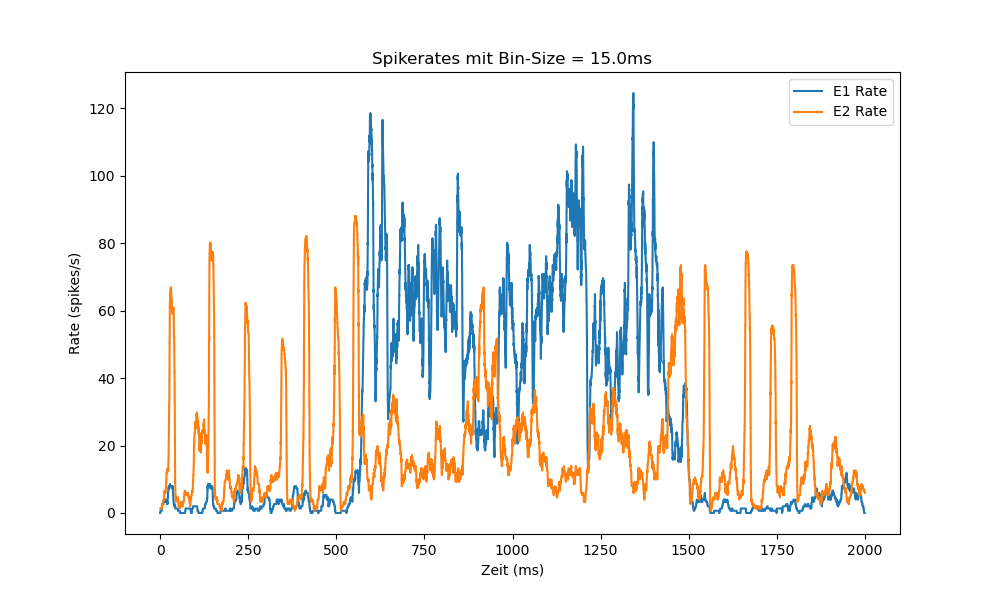 Spikerates mit Bin-Size = 15.0ms
E1 Rate
E2 Rate
120
100
80
60
40
20
0
Rate (spikes/s)
0 250 500 750 1000 1250 1500 1750 2000
Zeit (ms)